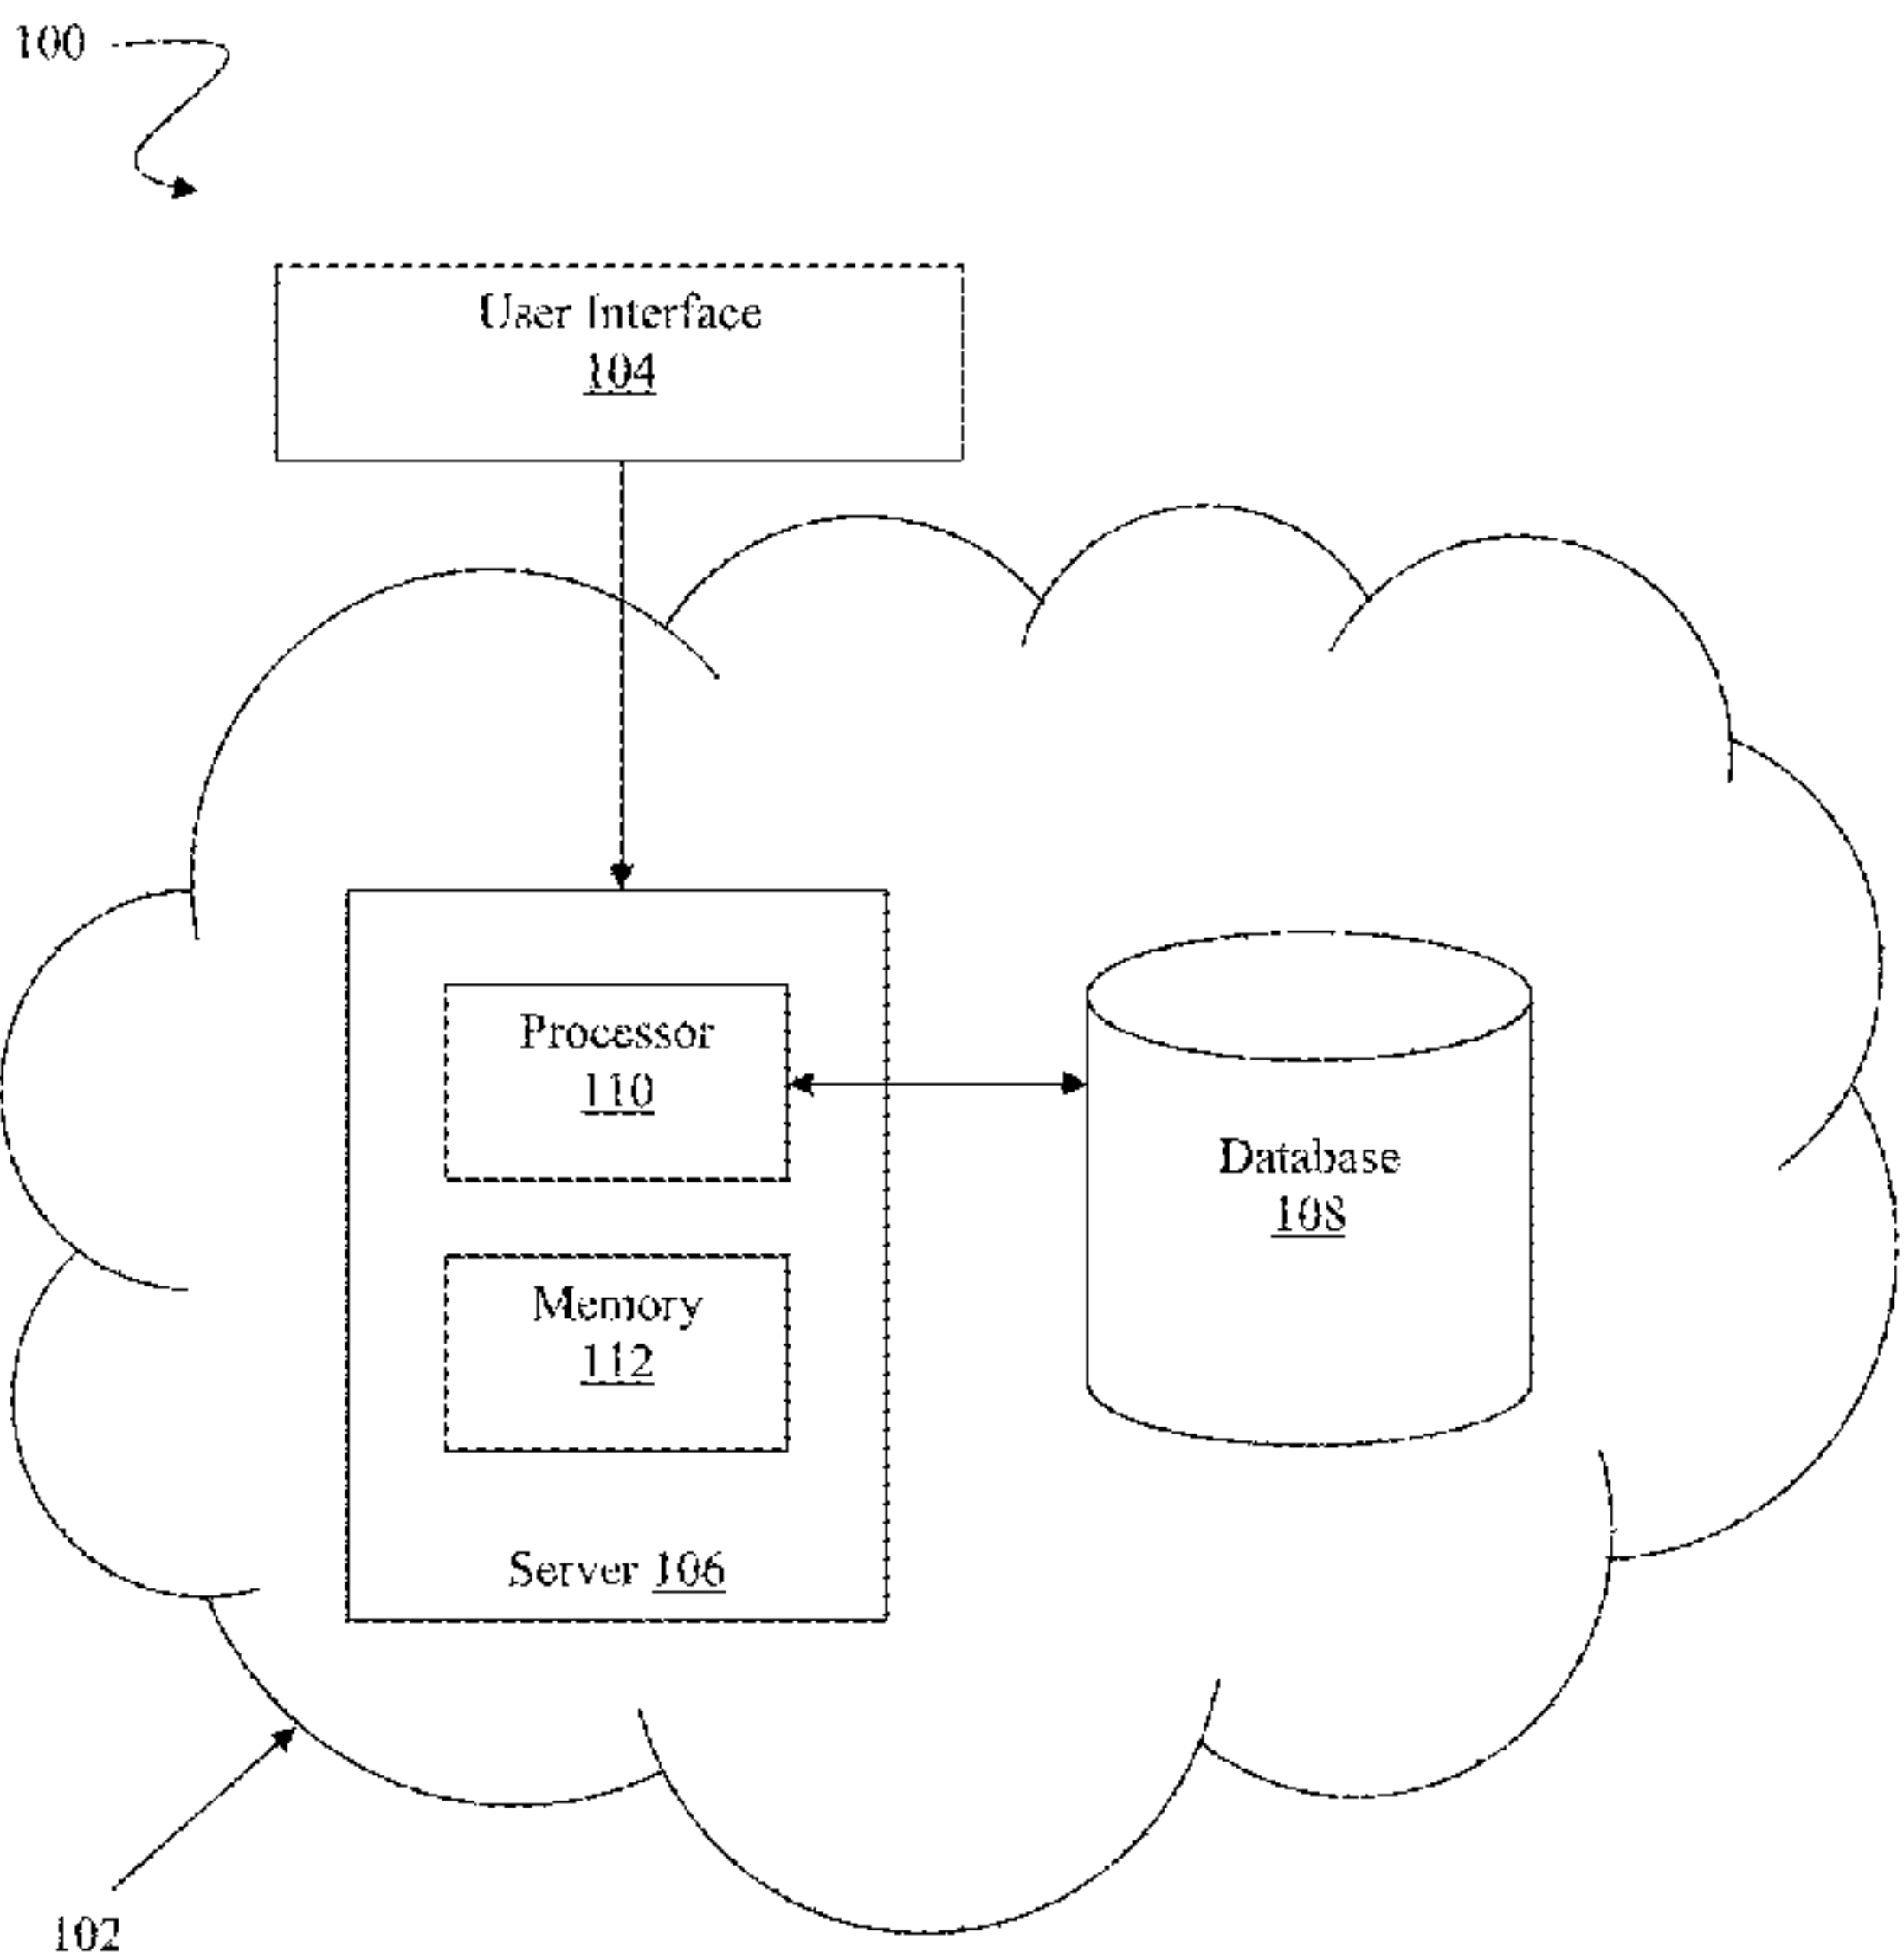 100
User Interface
104
Processor
110
Database
108
Memory
112
Server 106
102